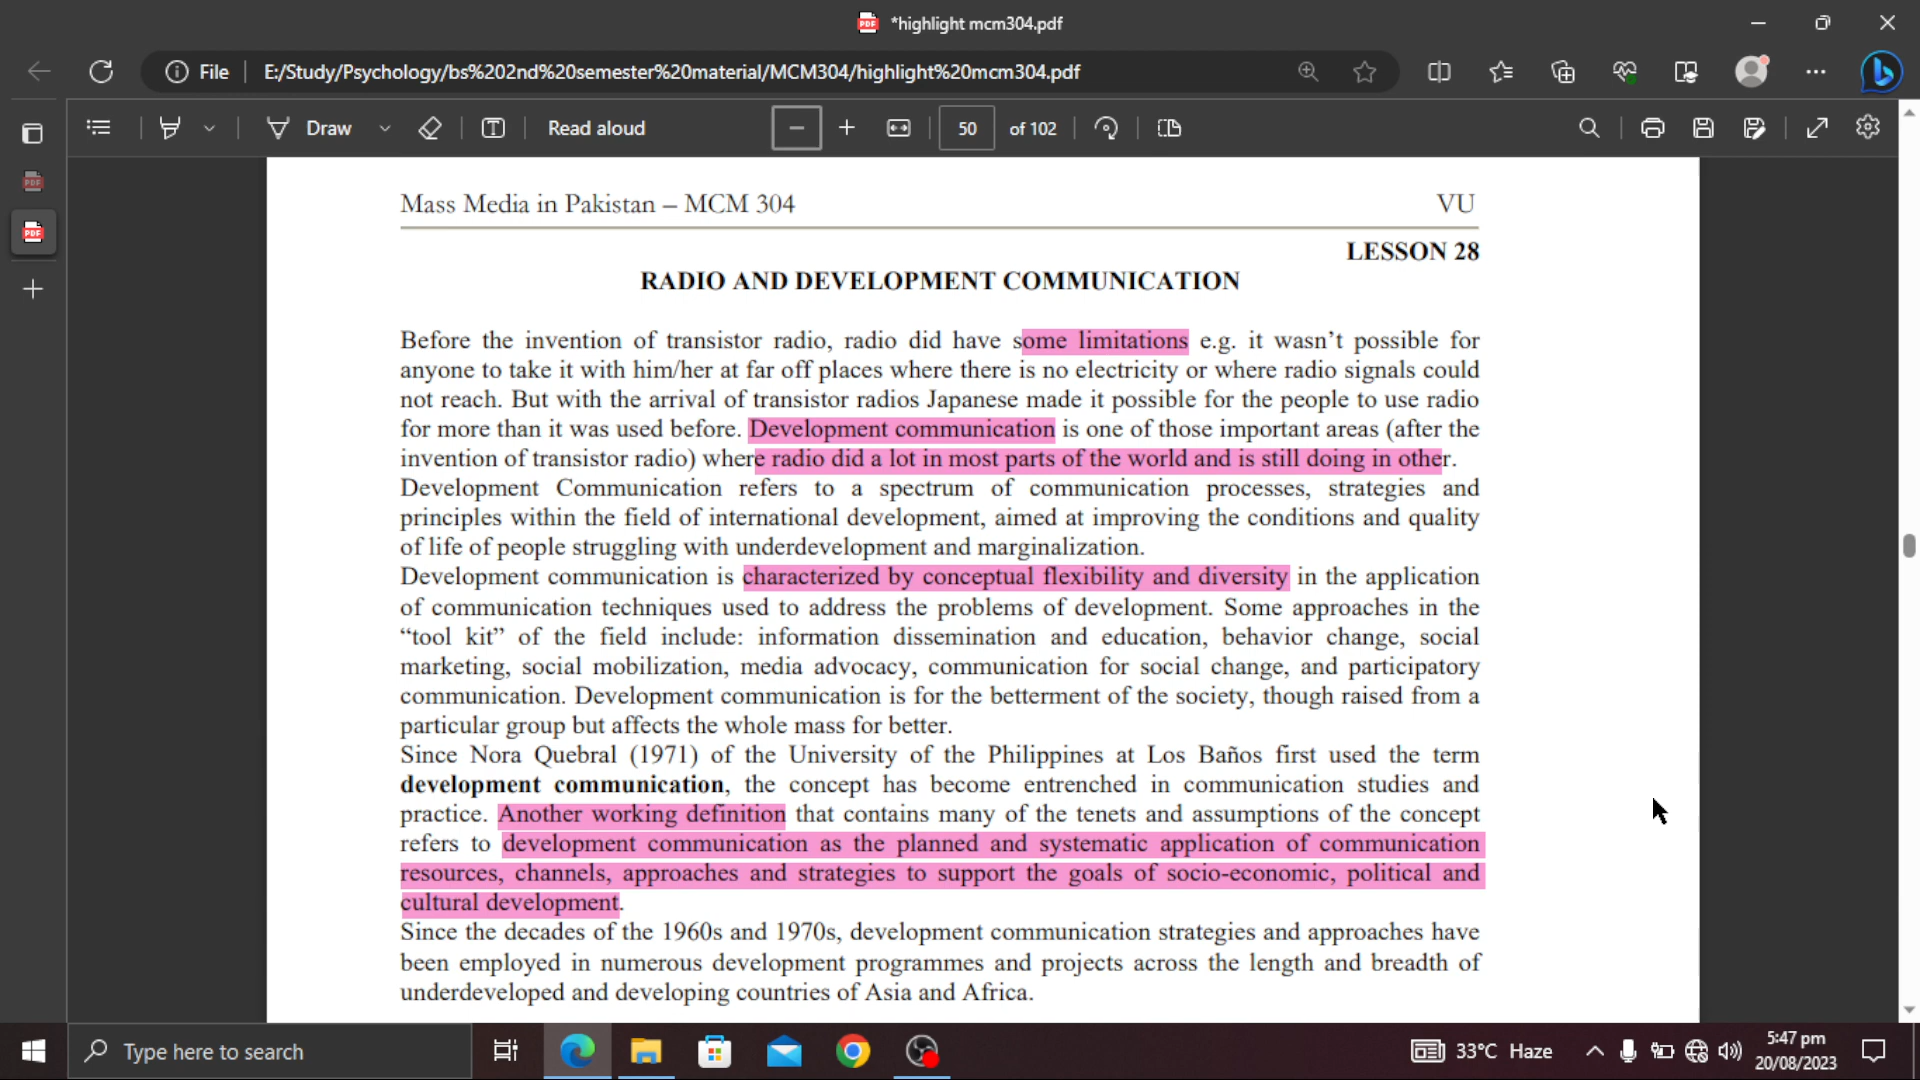 *highlight mcm304.pdf
File E:/Study/Psychology/bs%202nd%20semester%20material/MCM304/highlight%20mcm304.pdf
Draw Read aloud 50 of 102
Mass Media in Pakistan – MCM 304 VU
LESSON 28
RADIO AND DEVELOPMENT COMMUNICATION
Before the invention of transistor radio, radio did have some limitations e.g. it wasn’t possible for
anyone to take it with him/her at far off places where there is no electricity or where radio signals could
not reach. But with the arrival of transistor radios Japanese made it possible for the people to use radio
for more than it was used before. Development communication is one of those important areas (after the
invention of transistor radio) where radio did a lot in most parts of the world and is still doing in other.
Development Communication refers to a spectrum of communication processes, strategies and
principles within the field of international development, aimed at improving the conditions and quality
of life of people struggling with underdevelopment and marginalization.
Development communication is characterized by conceptual flexibility and diversity in the application
of communication techniques used to address the problems of development. Some approaches in the
“tool kit” of the field include: information dissemination and education, behavior change, social
marketing, social mobilization, media advocacy, communication for social change, and participatory
communication. Development communication is for the betterment of the society, though raised from a
particular group but affects the whole mass for better.
Since Nora Quebral (1971) of the University of the Philippines at Los Baños first used the term
development communication, the concept has become entrenched in communication studies and
practice. Another working definition that contains many of the tenets and assumptions of the concept
refers to development communication as the planned and systematic application of communication
resources, channels, approaches and strategies to support the goals of socio-economic, political and
cultural development.
Since the decades of the 1960s and 1970s, development communication strategies and approaches have
been employed in numerous development programmes and projects across the length and breadth of
underdeveloped and developing countries of Asia and Africa.
Type here to search 33°C Haze 5:47 pm
20/08/2023